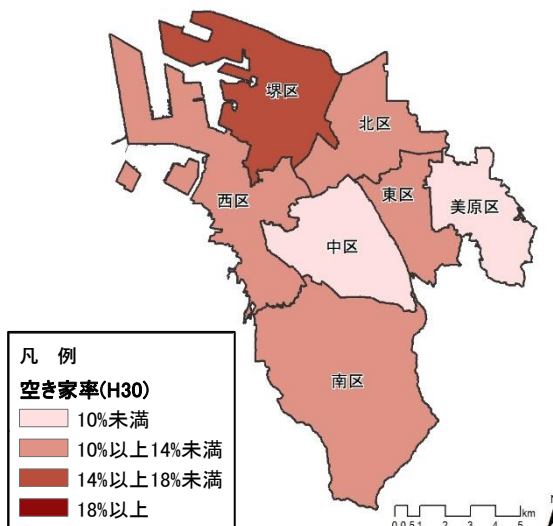 堺区
北区
西区
東区
美原区
中区
南区
凡 例
空き家率(H30)
10%未満
10%以上14%未満
14%以上18%未満
18%以上
N
km
0 0.5 1 2 3 4 5